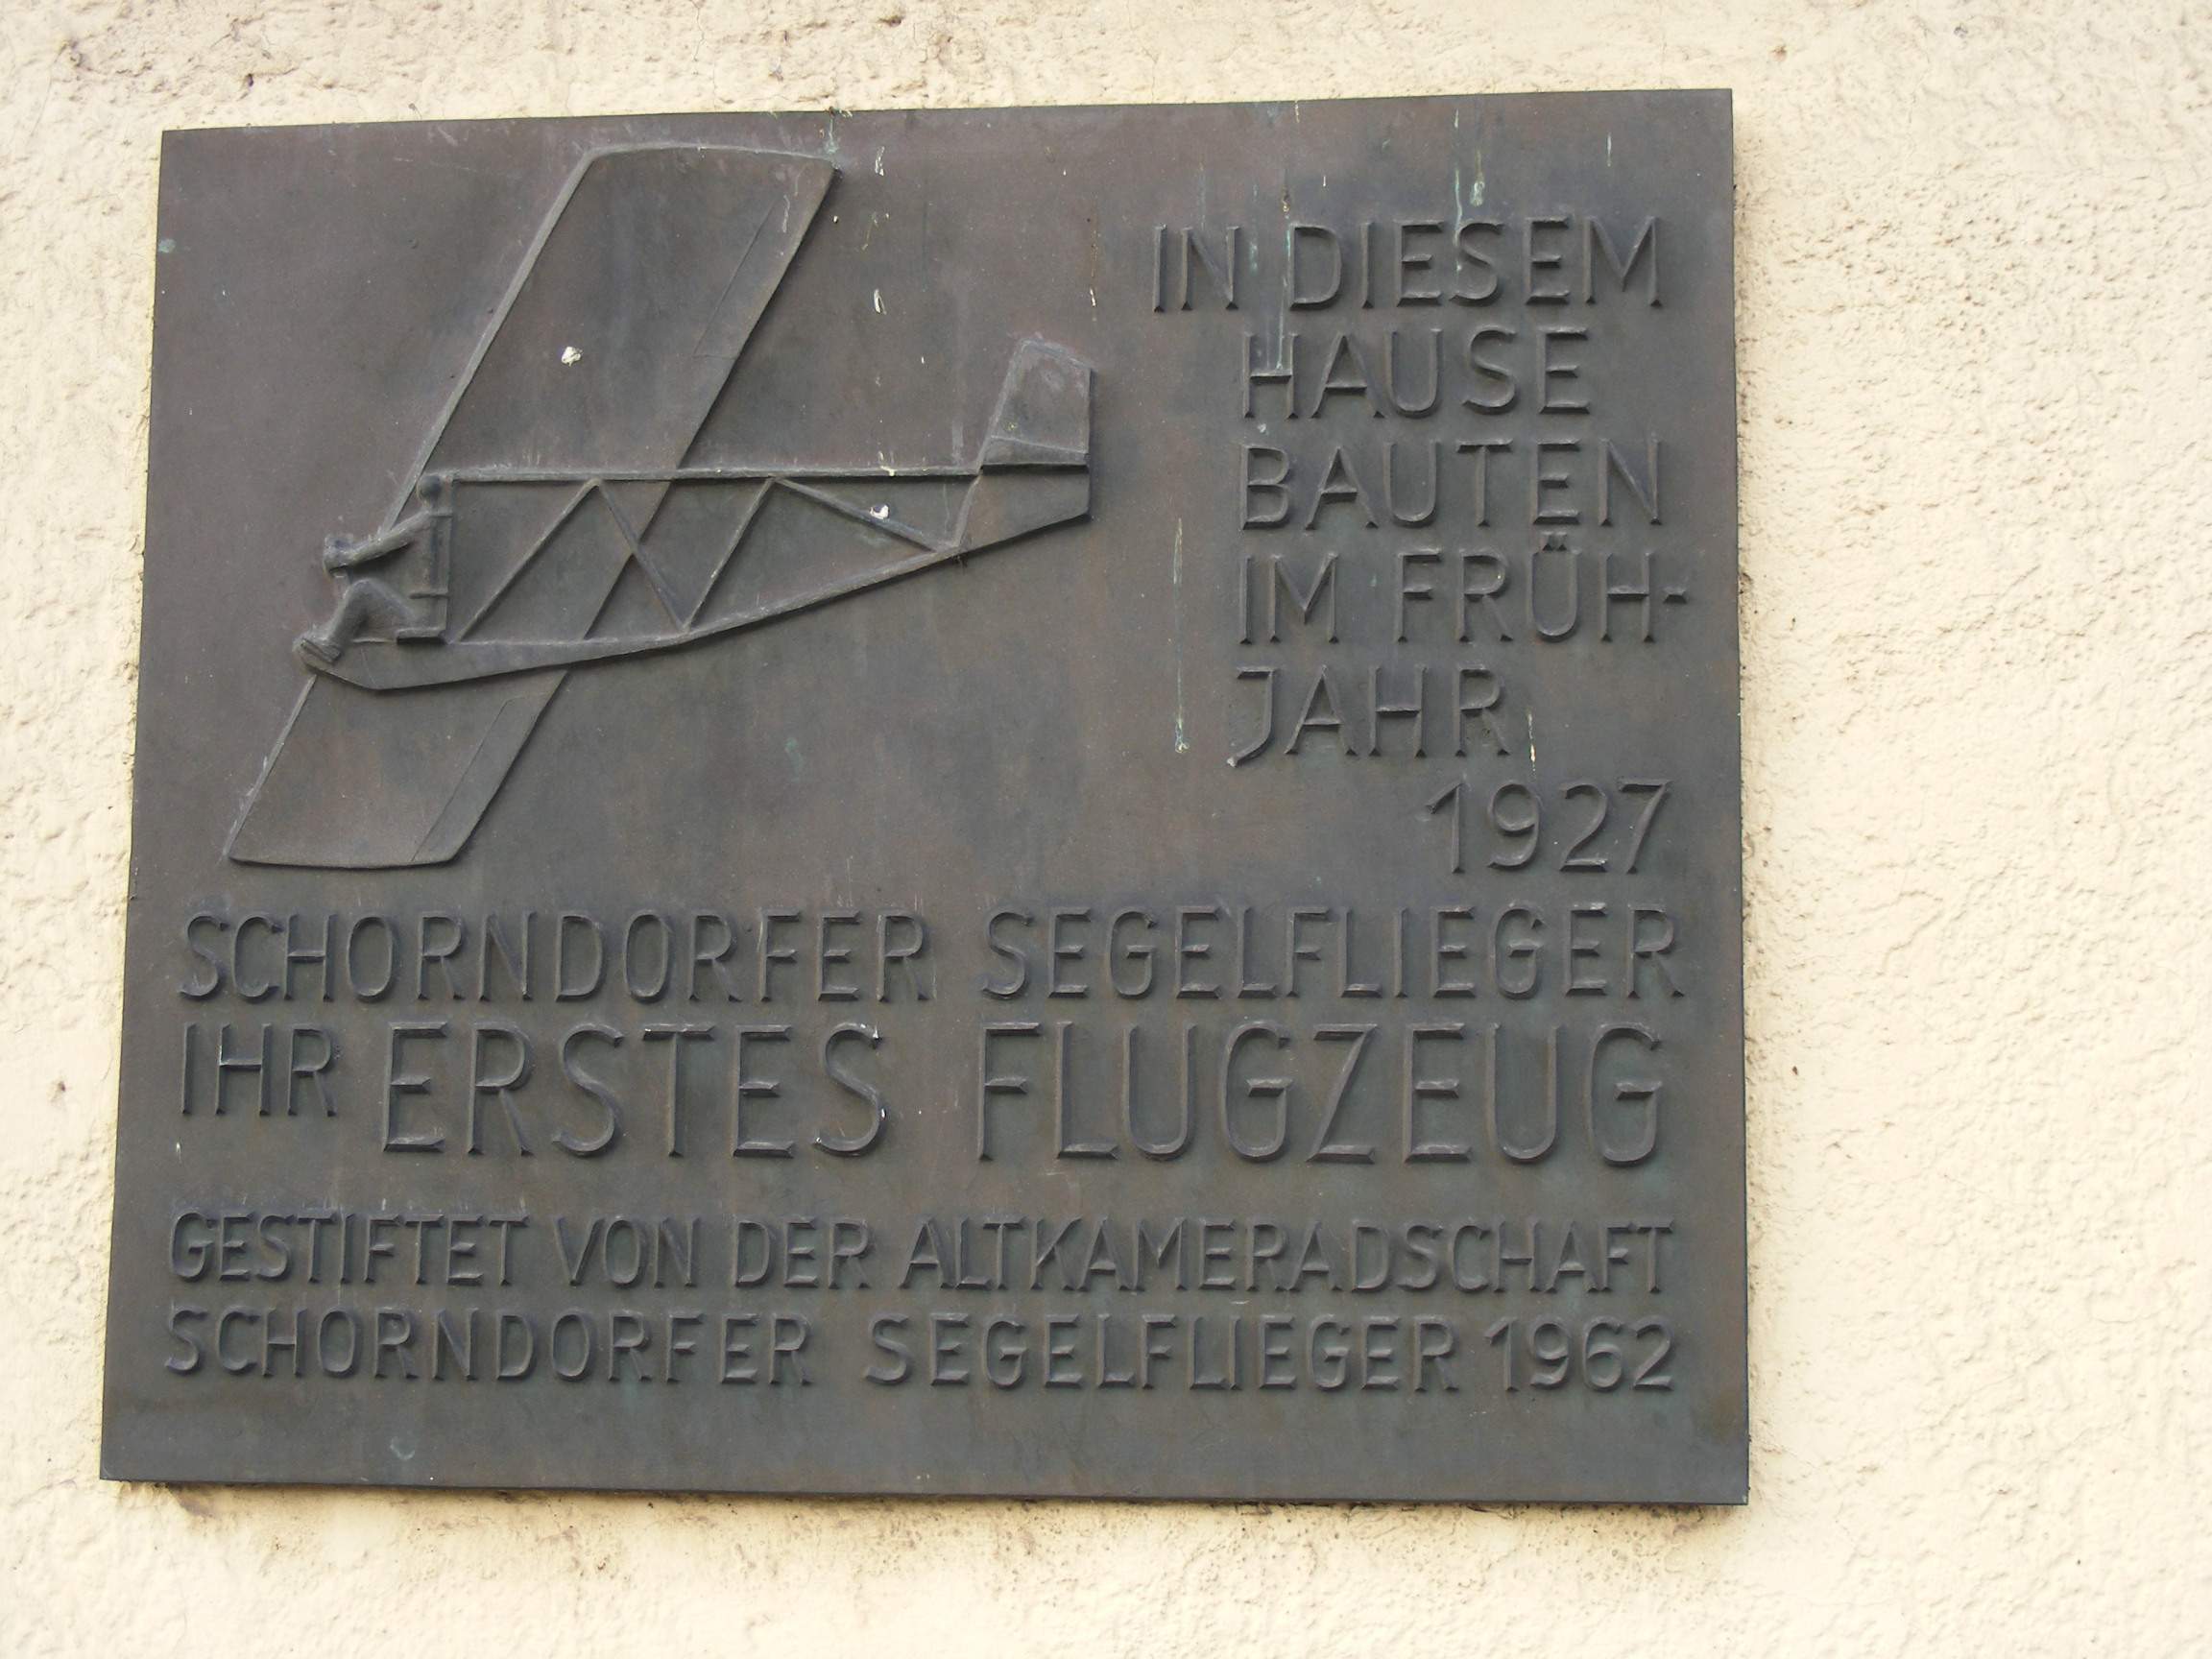 IN DIESEM
HAUSE
BAUTEN
IM FRÜH-
JAHR
1927
SCHORNDORFER SEGELFLIEGER
IHR ERSTES FLUGZEUG
GESTIFTET VON DER ALTKAMERADSCHAFT
SCHORNDORFER SEGELFLIEGER 1962